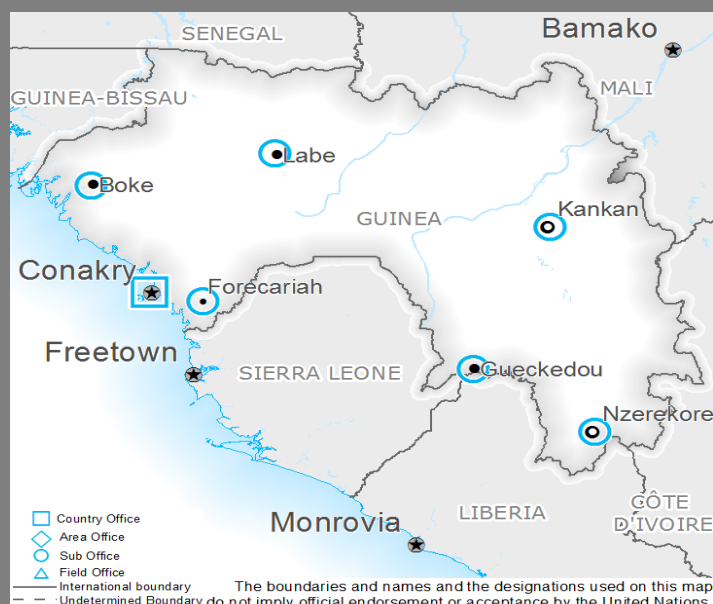 Bamako
SENEGAL
MALI
GUINEA-BISSAU
Labe
Boke
Kankan
GUINEA
Conakry
Forecariah
Freetown
SIERRA LEONE
Gueckedou
Nzerekore
LIBERIA
CÔTE
D'IVOIRE
Monrovia
Country Office
Area Office
Sub Office
Field Office
International boundary
Undetermined Boundary
The boundaries and names and the designations used on this map
do not imply official endorsement or acceptance by the United Nations